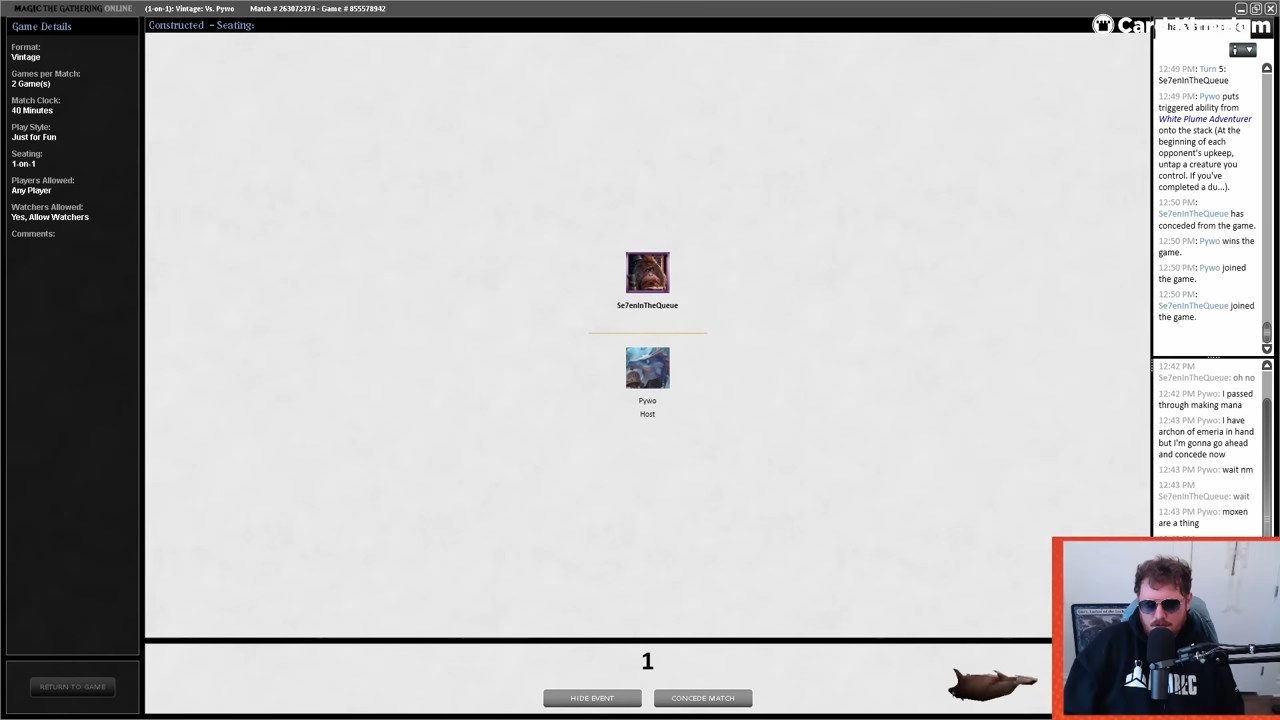 MAGIC THE GATHERING ONLINE
(1-on-1): Vintage: Vs. Pywo
Match # 263072374 - Game # 855578942
Game Details
Format:
Vintage
Games per Match:
2 Game(s)
Match Clock:
40 Minutes
Play Style:
Just for Fun
Seating:
1-on-1
Players Allowed:
Any Player
Watchers Allowed:
Yes, Allow Watchers
Comments:
RETURN TO GAME
Constructed - Seating:
Se7enInTheQueue
Pywo
Host
1
HIDE EVENT
CONCEDE MATCH
12:49 PM: Turn 5:
Se7enInTheQueue
12:49 PM: Pywo puts
triggered ability from
White Plume Adventurer
onto the stack (At the
beginning of each
opponent's upkeep,
untap a creature you
control. If you've
completed a du...).
12:50 PM:
Se7enInTheQueue has
conceded from the game.
12:50 PM: Pywo wins the
game.
12:50 PM: Pywo joined
the game.
12:50 PM:
Se7enInTheQueue joined
the game.
12:42 PM
Se7enInTheQueue: oh no
12:42 PM Pywo: I passed
through making mana
12:43 PM Pywo: I have
archon of emeria in hand
but I'm gonna go ahead
and concede now
12:43 PM Pywo: wait nm
12:43 PM
Se7enInTheQueue: wait
12:43 PM Pywo: moxen
are a thing